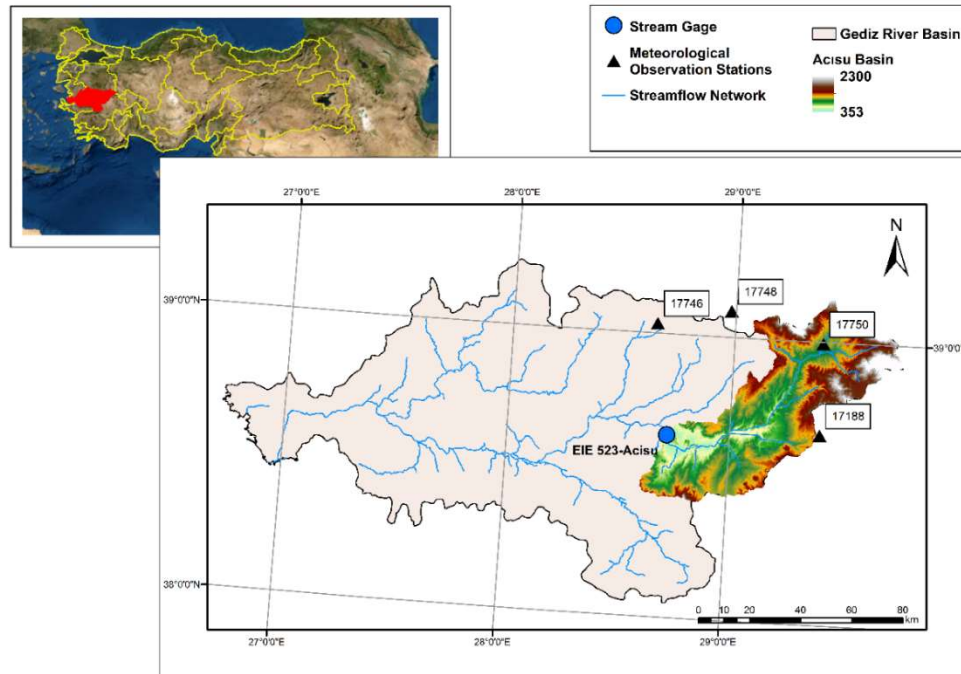 Stream Gage
Meteorological
Observation Stations
Streamflow Network
Gediz River Basin
Acısu Basin
2300
353
27°0'0"E
28°0'0"E
29°0'0"E
N
39°0'0"N
17746
17748
17750
39°0'0"N
17188
EIE 523-Acisu
38°0'0"N
0
5
10
20
40
60
80
km
27°0'0"E
28°0'0"E
29°0'0"E